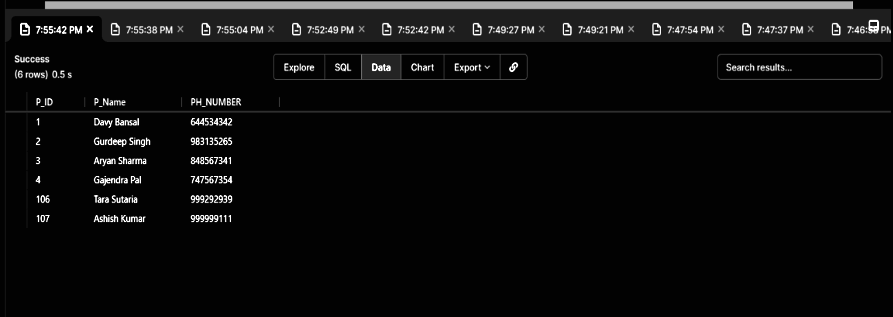 7:55:42 PM × 7:55:38 PM × 7:55:04 PM × 7:52:49 PM × 7:52:42 PM × 7:49:27 PM × 7:49:21 PM × 7:47:54 PM × 7:47:37 PM × 7:46:
Success
(6 rows) 0.5 s
Explore SQL Data Chart Export Search results...
P_ID P_Name PH_NUMBER
1 Davy Bansal 644534342
2 Gurdeep Singh 983135265
3 Aryan Sharma 848567341
4 Gajendra Pal 747567354
106 Tara Sutaria 999292939
107 Ashish Kumar 999999111